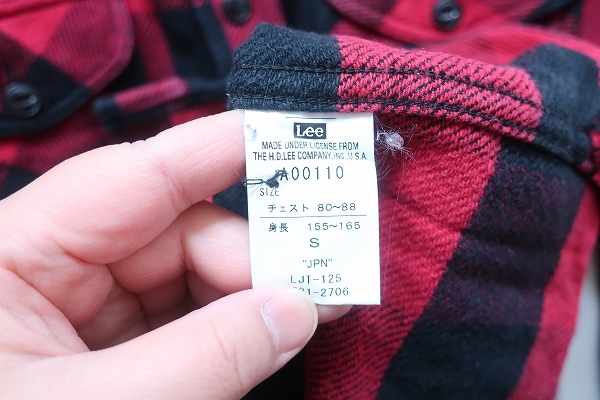 Lee
MADE UNDER LICENSE FROM
THE H.D.LEE COMPANY,INC.,U.S.A.
A00110
SIZE
チェスト 80~88
身長 155~165
S
"JPN"
LJT-125